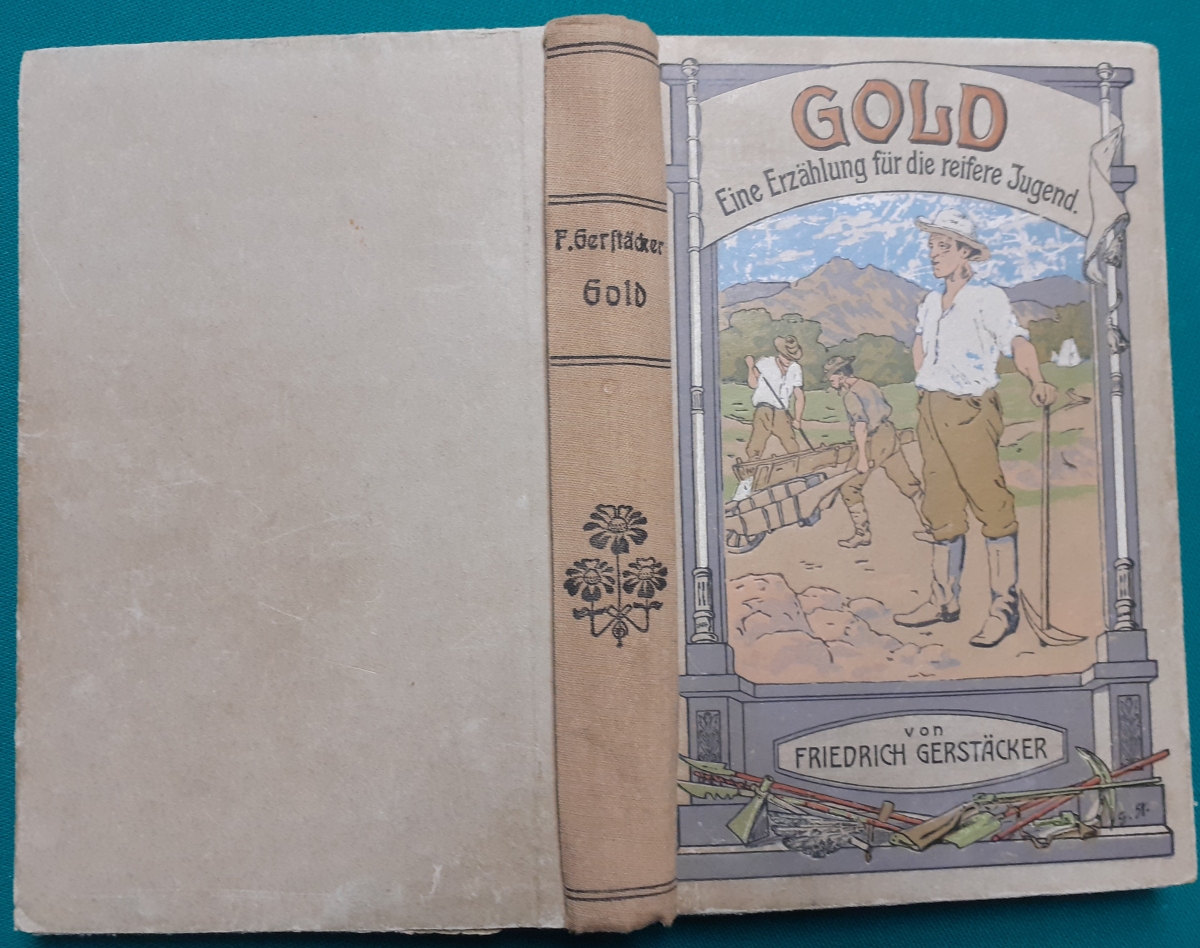 F. Gerstäcker
Gold
GOLD
Eine Erzählung für die reifere Jugend.
von
FRIEDRICH GERSTÄCKER